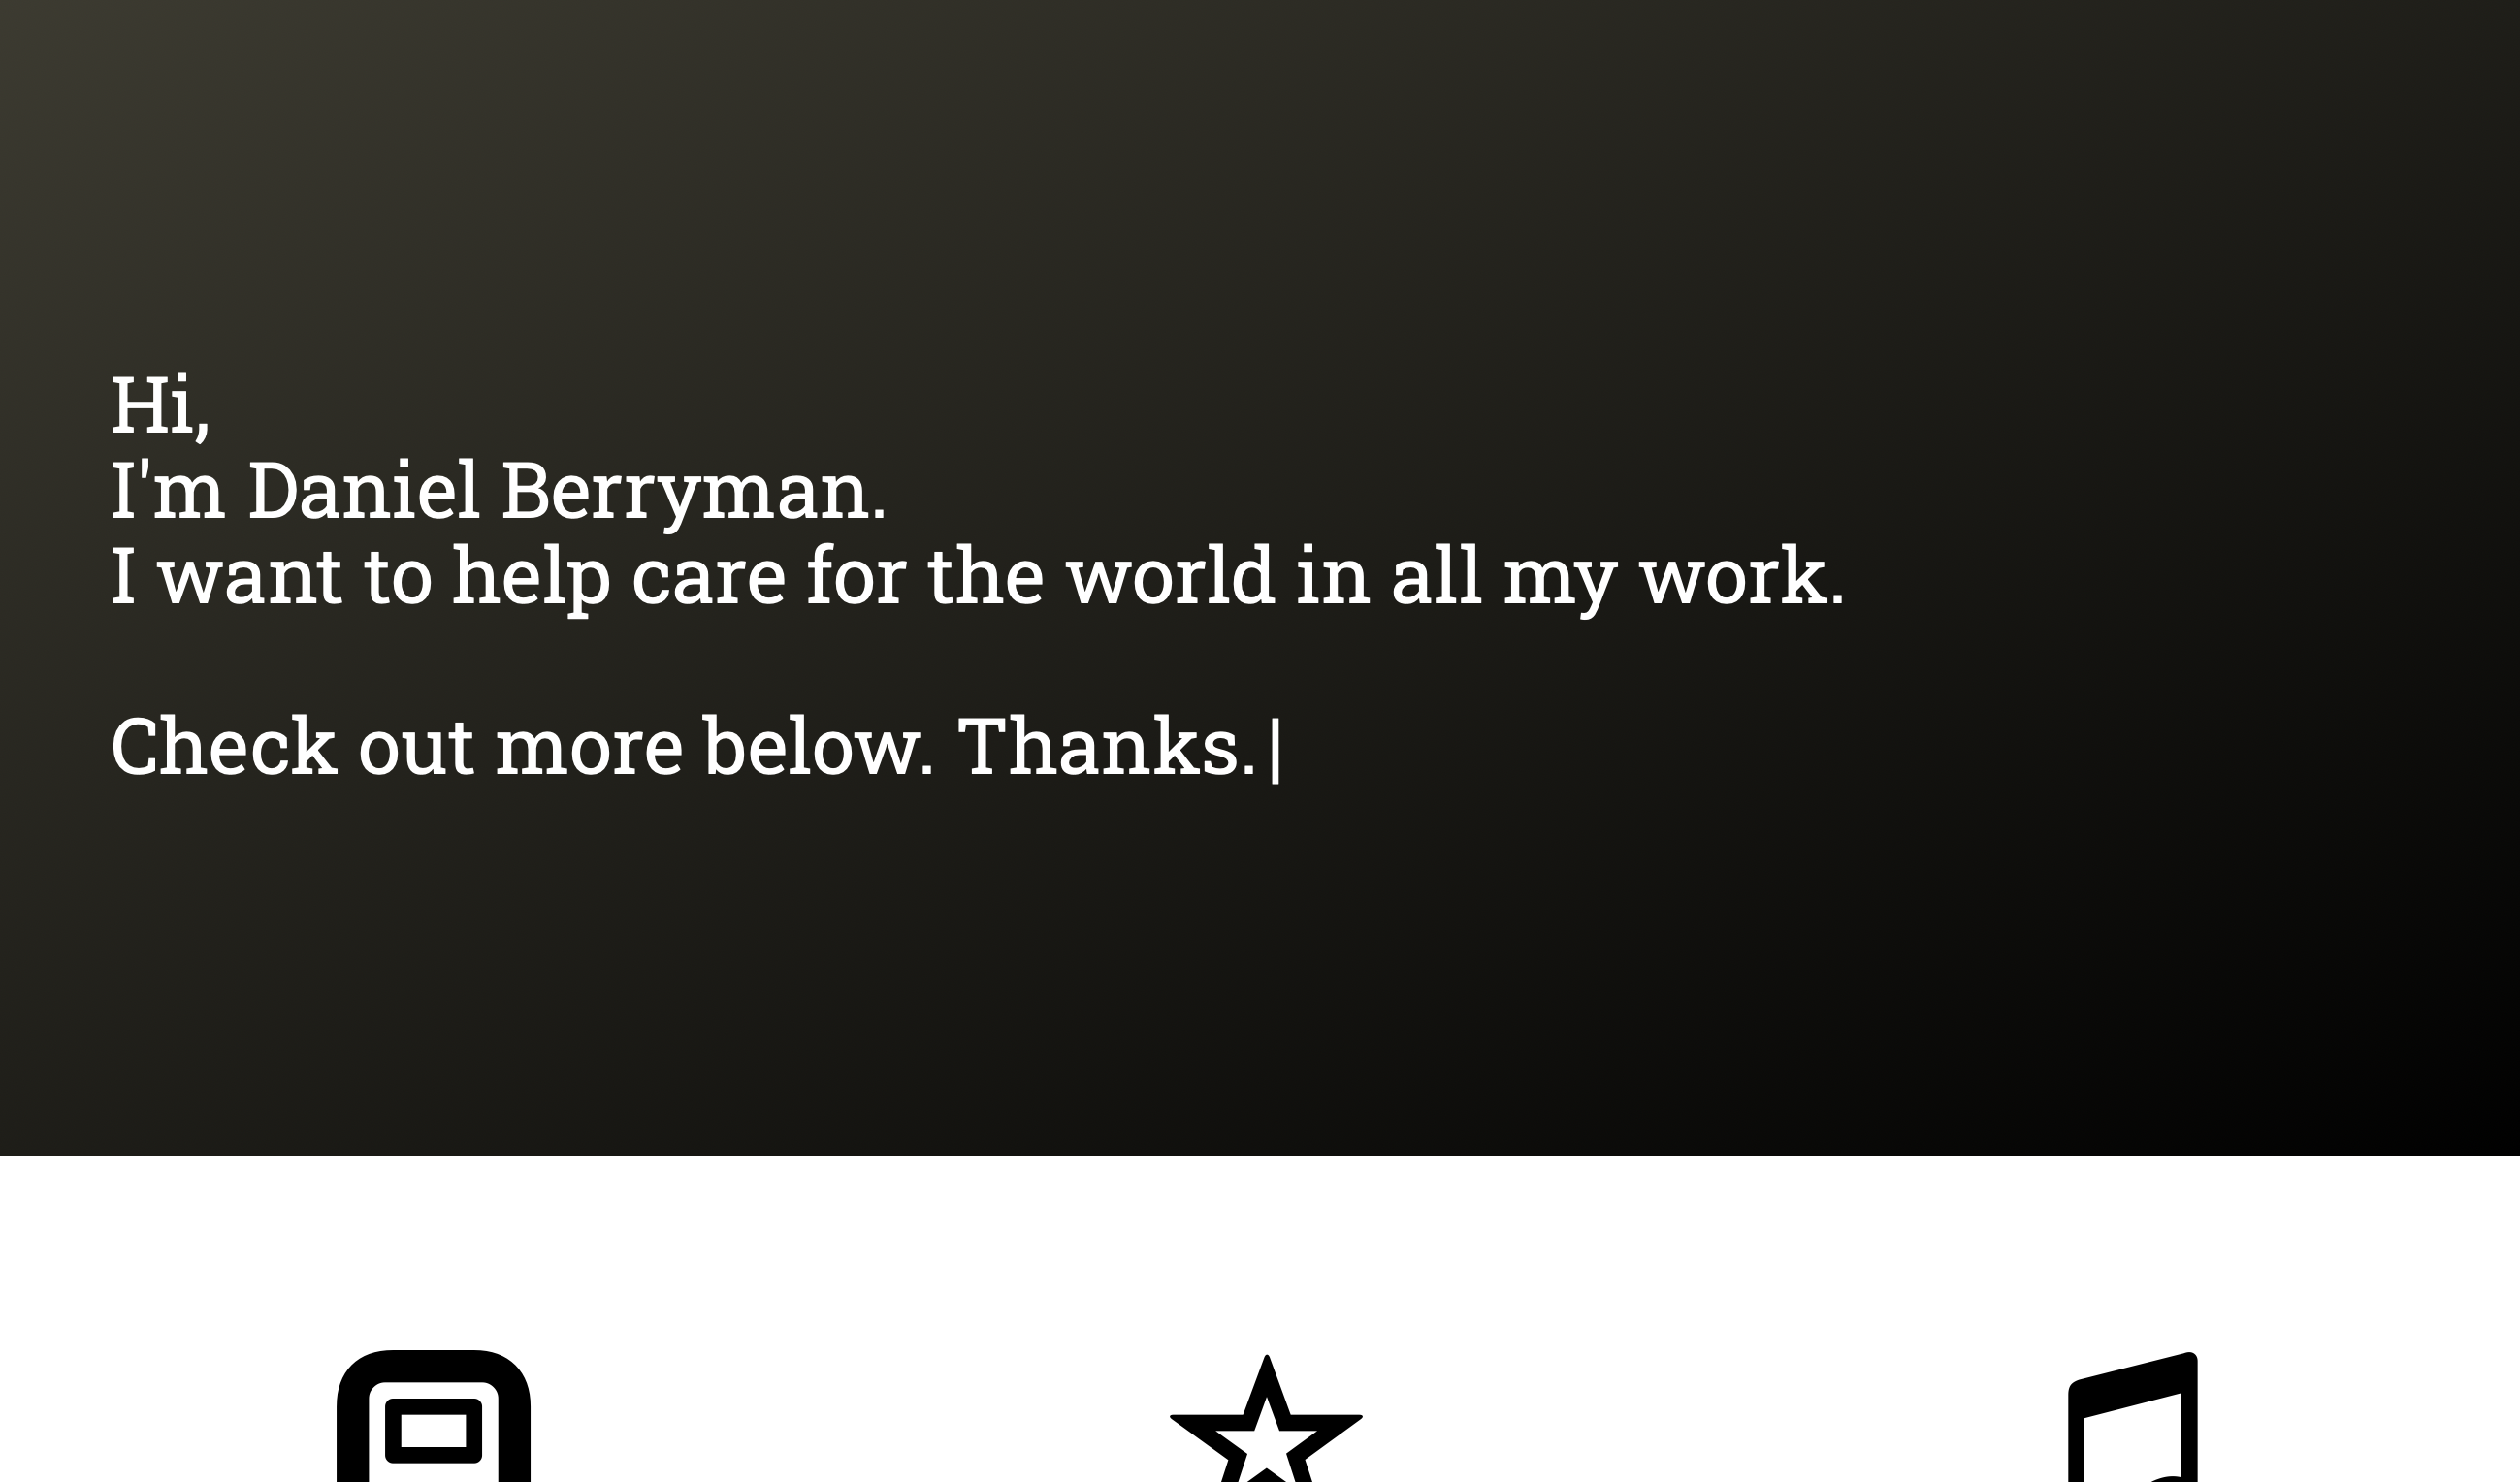 Hi,
I'm Daniel Berryman.
I want to help care for the world in all my work.
Check out more below. Thanks.|